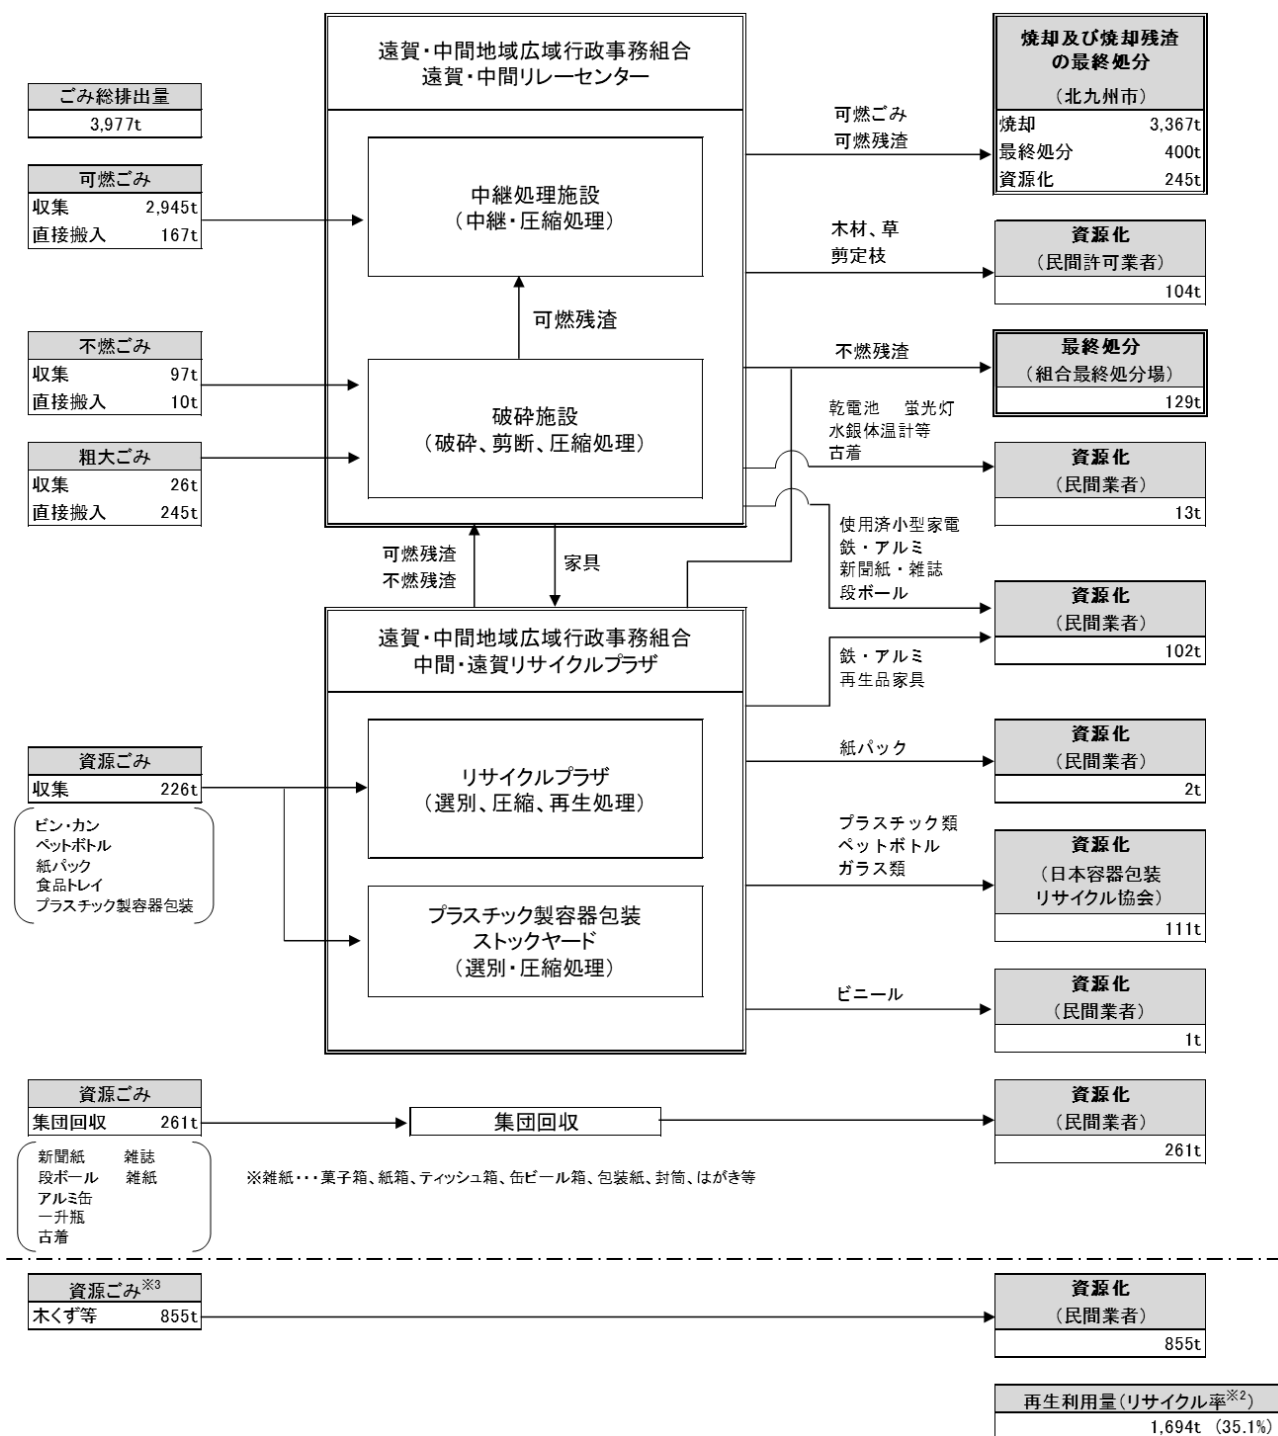 ごみ総排出量
3,977t
可燃ごみ
収集 2,945t
直接搬入 167t
不燃ごみ
収集 97t
直接搬入 10t
粗大ごみ
収集 26t
直接搬入 245t
遠賀・中間地域広域行政事務組合
遠賀・中間リレーセンター
中継処理施設
（中継・圧縮処理）
可燃残渣
破砕施設
（破砕、剪断、圧縮処理）
可燃ごみ
可燃残渣
焼却及び焼却残渣
の最終処分
（北九州市）
焼却 3,367t
最終処分 400t
資源化 245t
木材、草
剪定枝
資源化
（民間許可業者）
104t
不燃残渣
最終処分
（組合最終処分場）
129t
乾電池 蛍光灯
水銀体温計等
古着
資源化
（民間業者）
13t
使用済小型家電
鉄・アルミ
新聞紙・雑誌
段ボール
資源化
（民間業者）
102t
可燃残渣
不燃残渣
家具
鉄・アルミ
再生品家具
遠賀・中間地域広域行政事務組合
中間・遠賀リサイクルプラザ
資源ごみ
収集 226t
ビン・カン
ペットボトル
紙パック
食品トレイ
プラスチック製容器包装
リサイクルプラザ
（選別、圧縮、再生処理）
プラスチック製容器包装
ストックヤード
（選別・圧縮処理）
紙パック
資源化
（民間業者）
2t
プラスチック類
ペットボトル
ガラス類
資源化
（日本容器包装
リサイクル協会）
111t
ビニール
資源化
（民間業者）
1t
資源ごみ
集団回収 261t
新聞紙 雑誌
段ボール 雑紙
アルミ缶
一升瓶
古着
集団回収
資源化
（民間業者）
261t
※雑紙・・・菓子箱、紙箱、ティッシュ箱、缶ビール箱、包装紙、封筒、はがき等
資源ごみ※3
木くず等 855t
資源化
（民間業者）
855t
再生利用量（リサイクル率※2）
1,694t （35.1%）